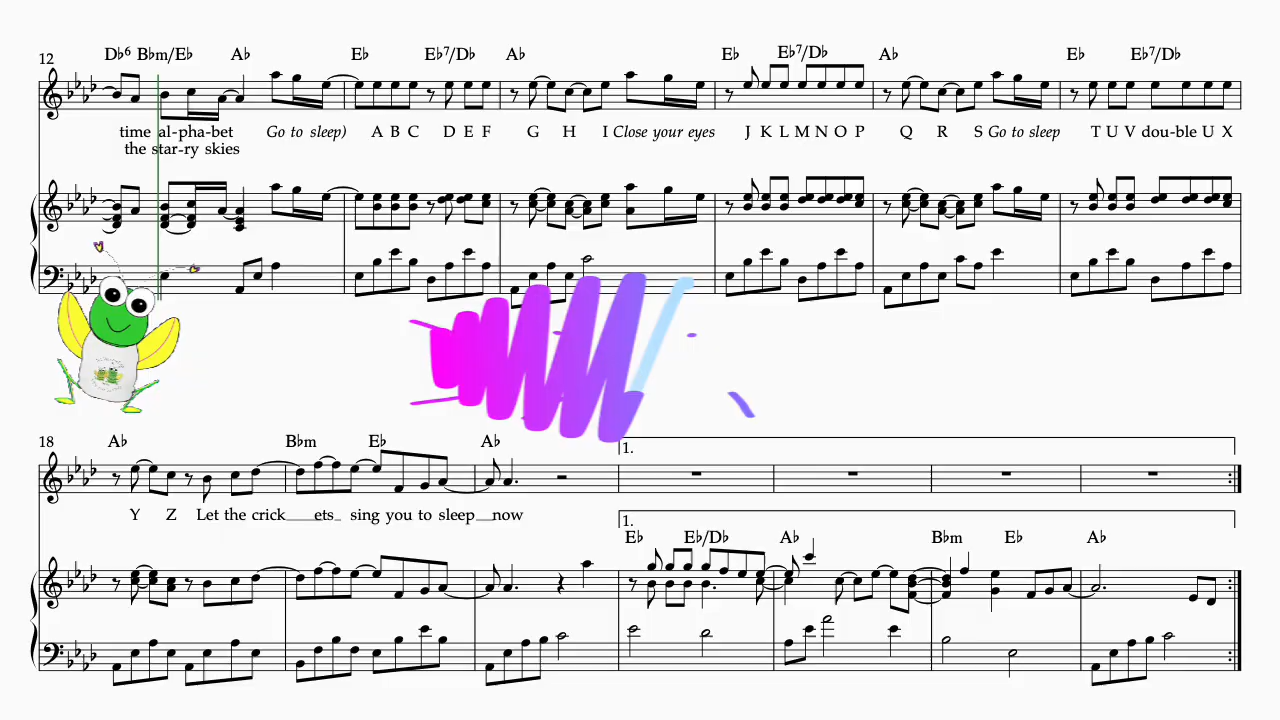 12 D♭6 B♭m/E♭ A♭ E♭ E♭7/D♭ A♭ E♭ E♭7/D♭ A♭ E♭ E♭7/D♭
time al-pha-bet Go to sleep) A B C D E F G H I Close your eyes J K L M N O P Q R S Go to sleep T U V dou-ble U X
the star-ry skies
18 A♭ B♭m E♭ A♭ 1.
Y Z Let the crick ets sing you to sleep now
1.
E♭ E♭/D♭ A♭ B♭m E♭ A♭